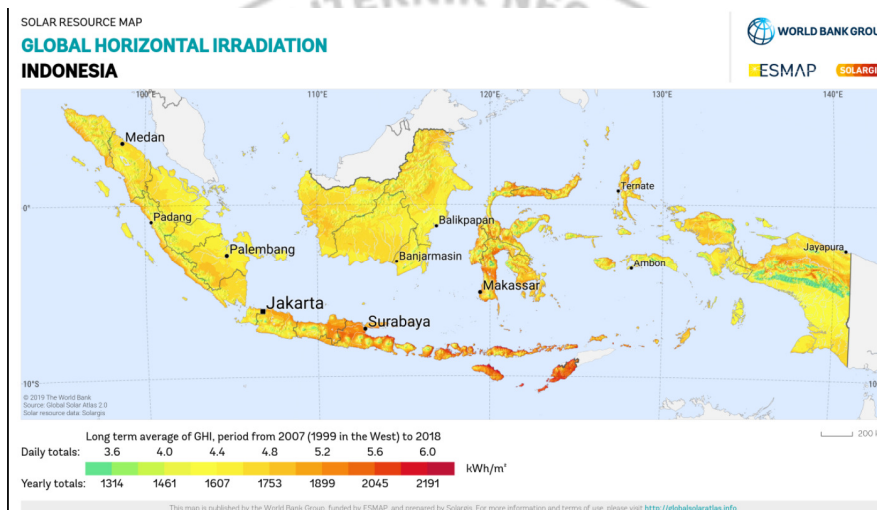 SOLAR RESOURCE MAP
GLOBAL HORIZONTAL IRRADIATION
INDONESIA
WORLD BANK GROU
ESMAP SOLARGI
100°E 110°E 120°E 130°E 140°E
Medan
Ternate
0°
Padang
Balikpapan
Palembang
Banjarmasin
Jayapura
Ambon
Makassar
Jakarta
Surabaya
10°S
10°
© 2019 The World Bank
Source: Global Solar Atlas 2.0
Solar resource data: Solargis
200 k
Long term average of GHI, period from 2007 (1999 in the West) to 2018
Daily totals: 3.6 4.0 4.4 4.8 5.2 5.6 6.0
kWh/m²
Yearly totals: 1314 1461 1607 1753 1899 2045 2191
This map is published by the World Bank Group, funded by ESMAP, and prepared by Solargis. For more information and terms of use, please visit http://globalsolaratlas.info.